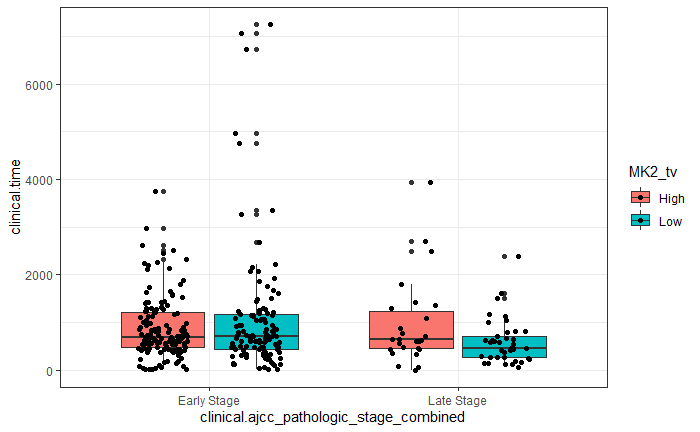 clinical.time
6000
4000
2000
0
Early Stage
Late Stage
clinical.ajcc_pathologic_stage_combined
MK2_tv
High
Low